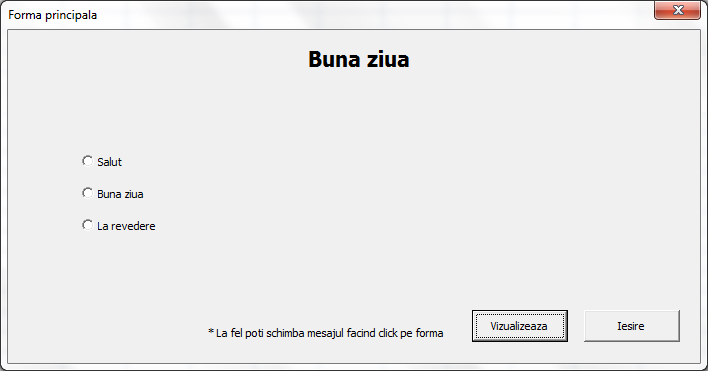 Forma principala
Buna ziua
Salut
Buna ziua
La revedere
* La fel poti schimba mesajul facind click pe forma
Vizualizeaza
Iesire